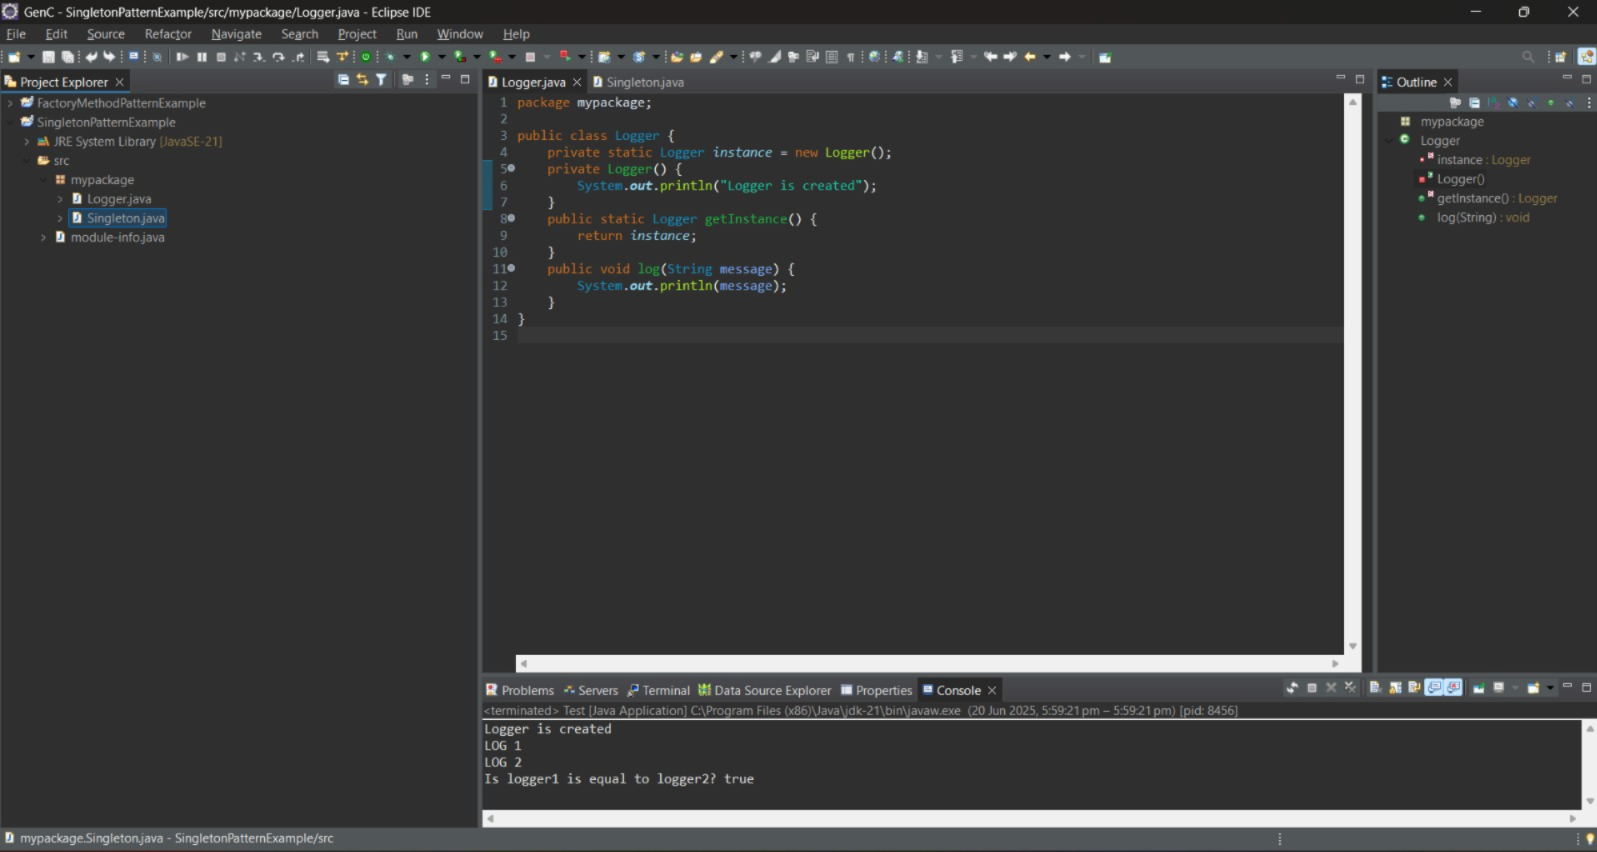 GenC - SingletonPatternExample/src/mypackage/Logger.java - Eclipse IDE
File Edit Source Refactor Navigate Search Project Run Window Help
Project Explorer
FactoryMethodPatternExample
SingletonPatternExample
JRE System Library [JavaSE-21]
src
mypackage
Logger.java
Singleton.java
module-info.java
Logger.java Singleton.java
1 package mypackage;
2
3 public class Logger {
4 private static Logger instance = new Logger();
5 private Logger() {
6 System.out.println("Logger is created");
7 }
8 public static Logger getInstance() {
9 return instance;
10 }
11 public void log(String message) {
12 System.out.println(message);
13 }
14 }
15
Outline
mypackage
Logger
instance : Logger
Logger()
getInstance() : Logger
log(String) : void
Problems Servers Terminal Data Source Explorer Properties Console
<terminated> Test [Java Application] C:\Program Files (x86)\Java\jdk-21\bin\javaw.exe (20 Jun 2025, 5:59:21 pm – 5:59:21 pm) [pid: 8456]
Logger is created
LOG 1
LOG 2
Is logger1 is equal to logger2? true
mypackage.Singleton.java - SingletonPatternExample/src